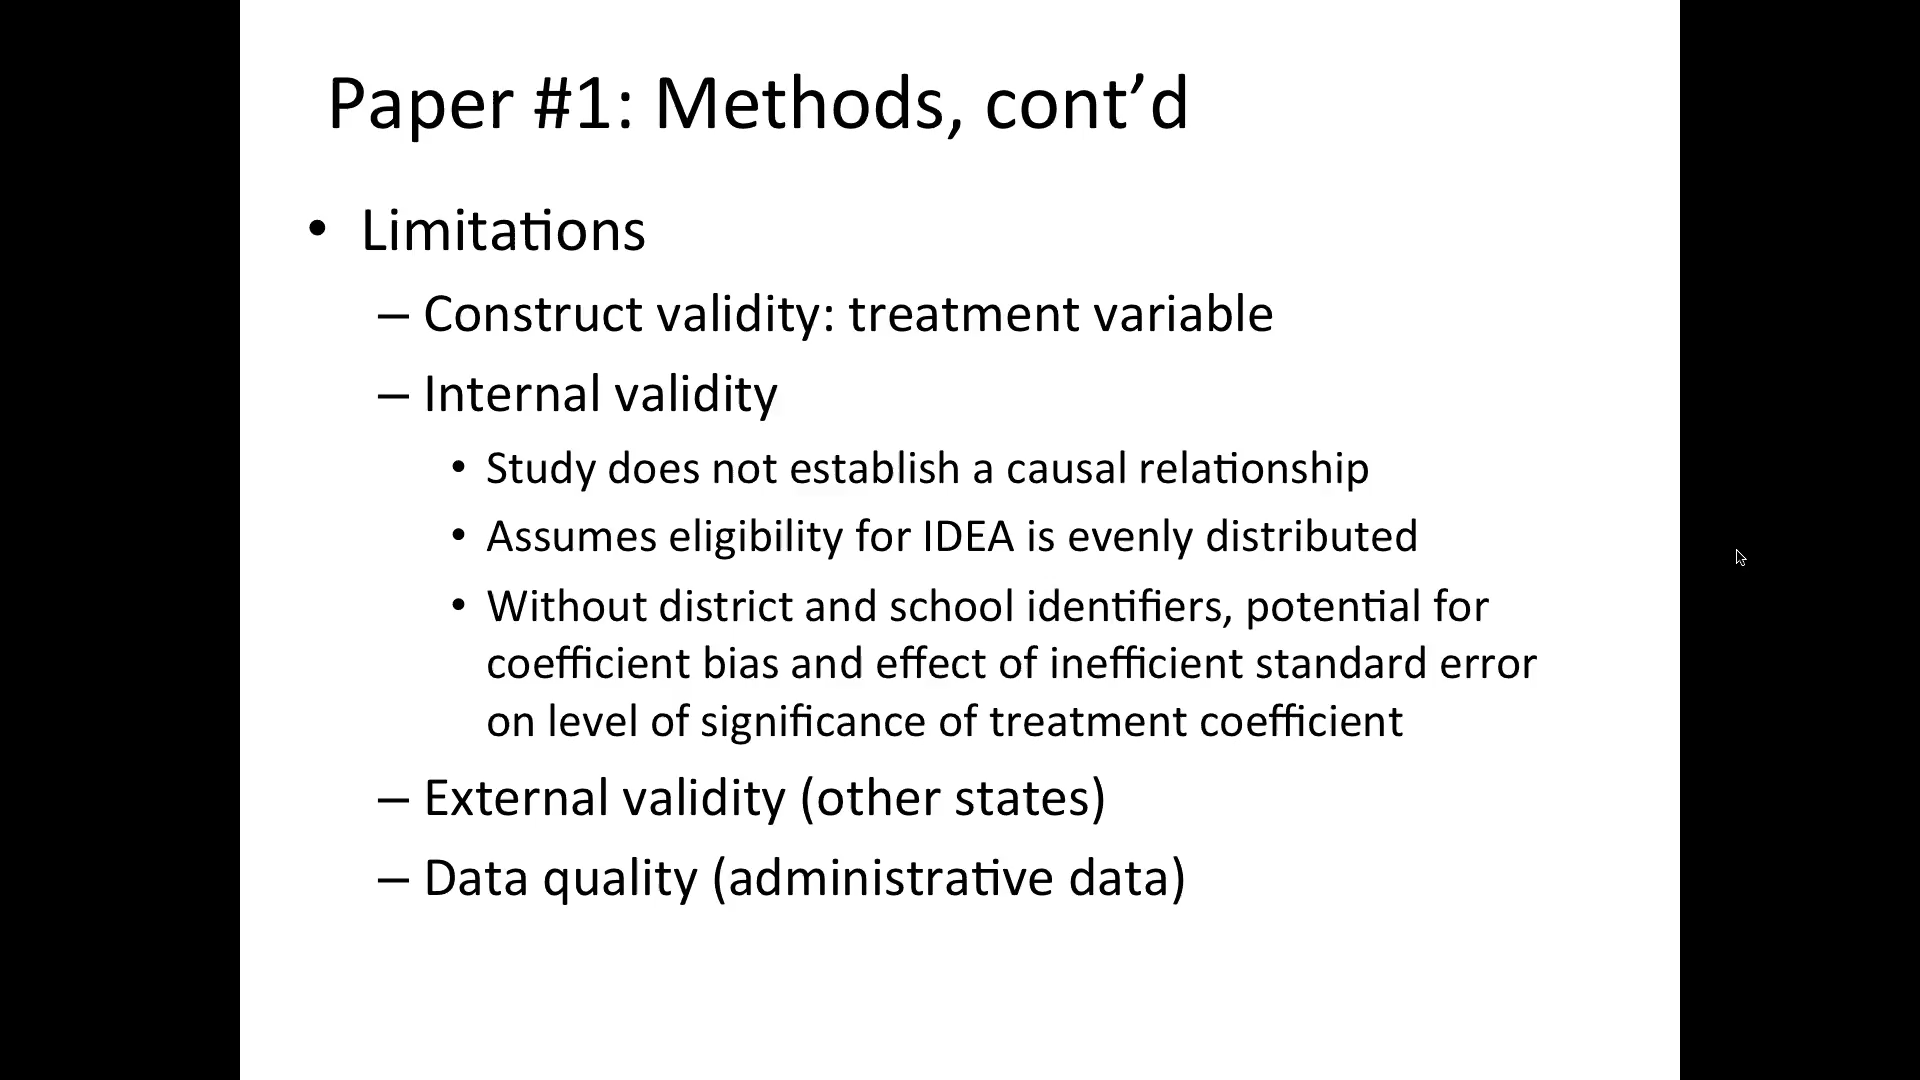 Paper #1: Methods, cont’d
• Limitations
– Construct validity: treatment variable
– Internal validity
• Study does not establish a causal relationship
• Assumes eligibility for IDEA is evenly distributed
• Without district and school identifiers, potential for
coefficient bias and effect of inefficient standard error
on level of significance of treatment coefficient
– External validity (other states)
– Data quality (administrative data)